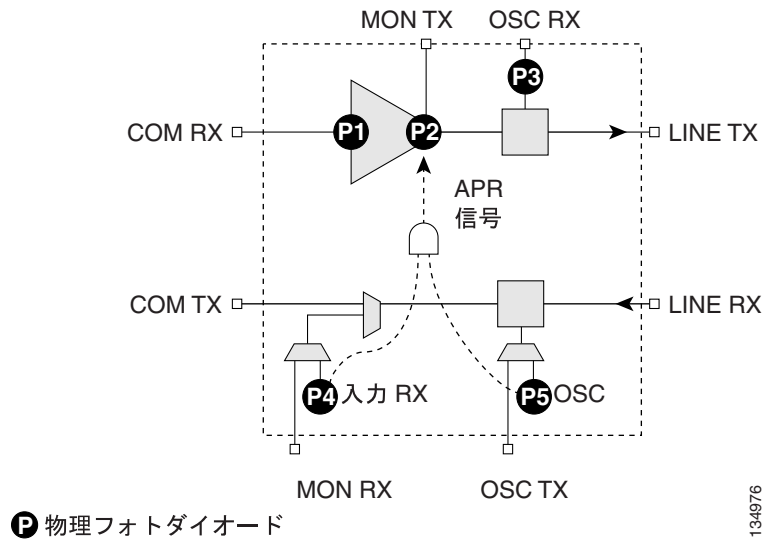 MON TX
OSC RX
P3
COM RX
P1
P2
LINE TX
APR
信号
COM TX
LINE RX
P4
入力 RX
P5
OSC
MON RX
OSC TX
P 物理フォトダイオード
134976